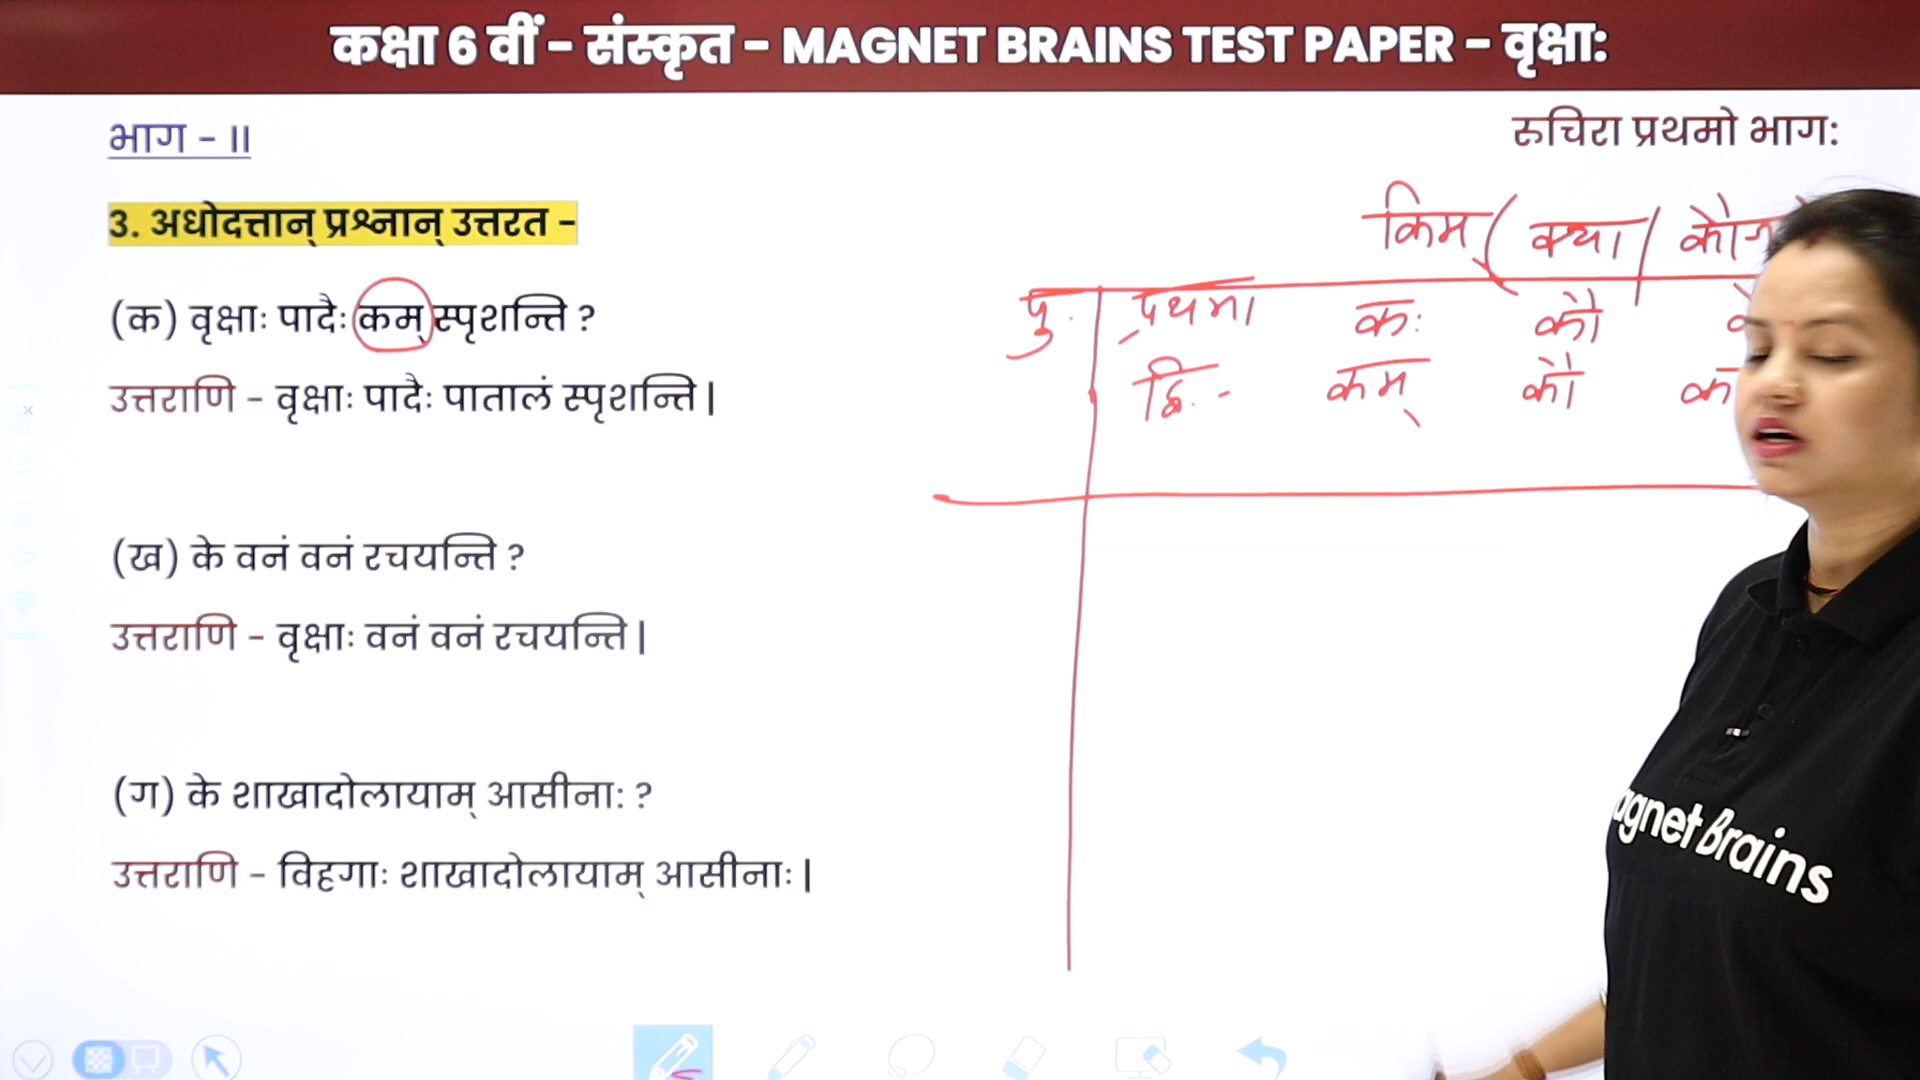 कक्षा 6 वीं – संस्कृत – MAGNET BRAINS TEST PAPER – वृक्षा:
भाग – II
रुचिरा प्रथमो भाग:
3. अधोदत्तान् प्रश्नान् उत्तरत –
किम् ( क्या / कौन
(क) वृक्षाः पादैः कम् स्पृशन्ति ?
पु. प्रथमा कः कौ
उत्तराणि – वृक्षाः पादैः पातालं स्पृशन्ति |
द्वि. - कम् कौ
(ख) के वनं वनं रचयन्ति ?
उत्तराणि – वृक्षाः वनं वनं रचयन्ति |
(ग) के शाखादोलायाम् आसीना: ?
उत्तराणि – विहगाः शाखादोलायाम् आसीनाः |
agnet Brains